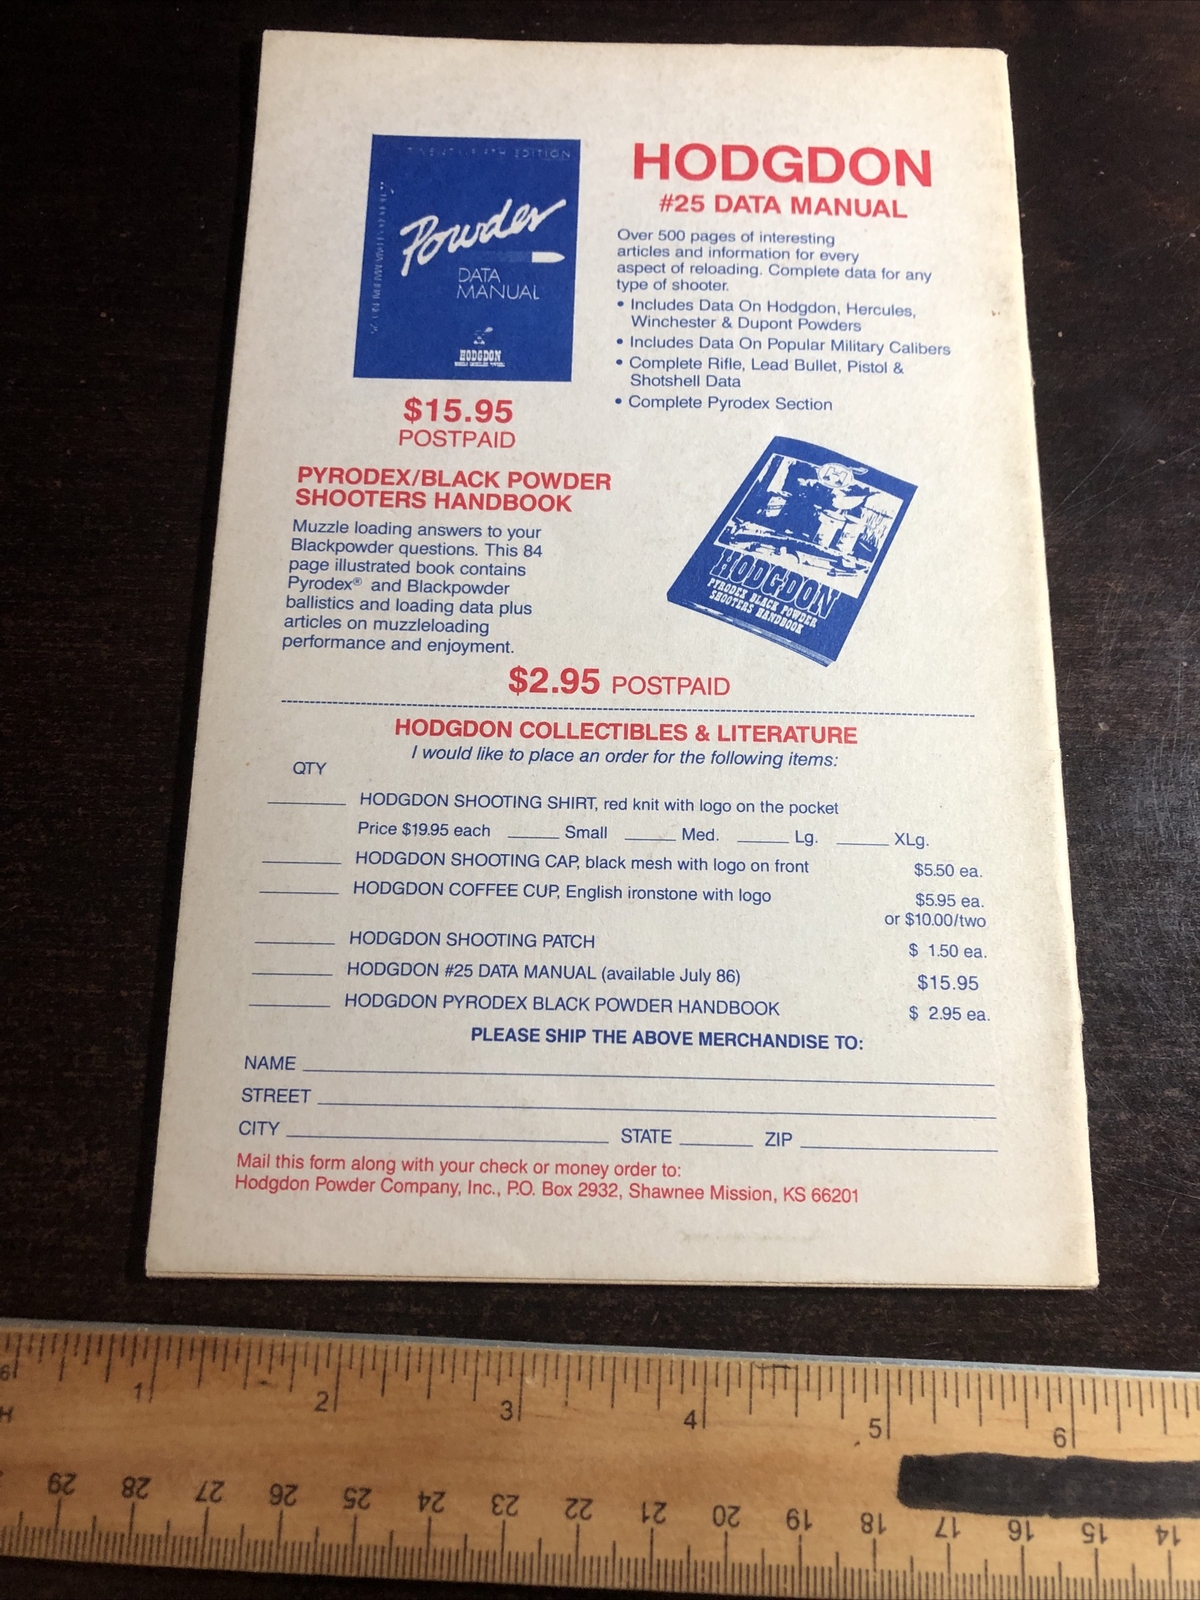 TWENTY-FIFTH EDITION
Powder
DATA
MANUAL
HODGDON
HODGDON
#25 DATA MANUAL
Over 500 pages of interesting
articles and information for every
aspect of reloading. Complete data for any
type of shooter.
• Includes Data On Hodgdon, Hercules,
Winchester & Dupont Powders
• Includes Data On Popular Military Calibers
• Complete Rifle, Lead Bullet, Pistol &
Shotshell Data
• Complete Pyrodex Section
$15.95
POSTPAID
PYRODEX/BLACK POWDER
SHOOTERS HANDBOOK
Muzzle loading answers to your
Blackpowder questions. This 84
page illustrated book contains
Pyrodex® and Blackpowder
ballistics and loading data plus
articles on muzzleloading
performance and enjoyment.
HODGDON
PYRODEX BLACK POWDER
SHOOTERS HANDBOOK
$2.95 POSTPAID
HODGDON COLLECTIBLES & LITERATURE
I would like to place an order for the following items:
QTY
HODGDON SHOOTING SHIRT, red knit with logo on the pocket
Price $19.95 each Small Med. Lg. XLg.
HODGDON SHOOTING CAP, black mesh with logo on front $5.50 ea.
HODGDON COFFEE CUP, English ironstone with logo $5.95 ea.
or $10.00/two
HODGDON SHOOTING PATCH $ 1.50 ea.
HODGDON #25 DATA MANUAL (available July 86) $15.95
HODGDON PYRODEX BLACK POWDER HANDBOOK $ 2.95 ea.
PLEASE SHIP THE ABOVE MERCHANDISE TO:
NAME
STREET
CITY STATE ZIP
Mail this form along with your check or money order to:
Hodgdon Powder Company, Inc., P.O. Box 2932, Shawnee Mission, KS 66201
1 2 3 4 5 6
29 28 27 26 25 24 23 22 21 20 19 18 17 16 15 14